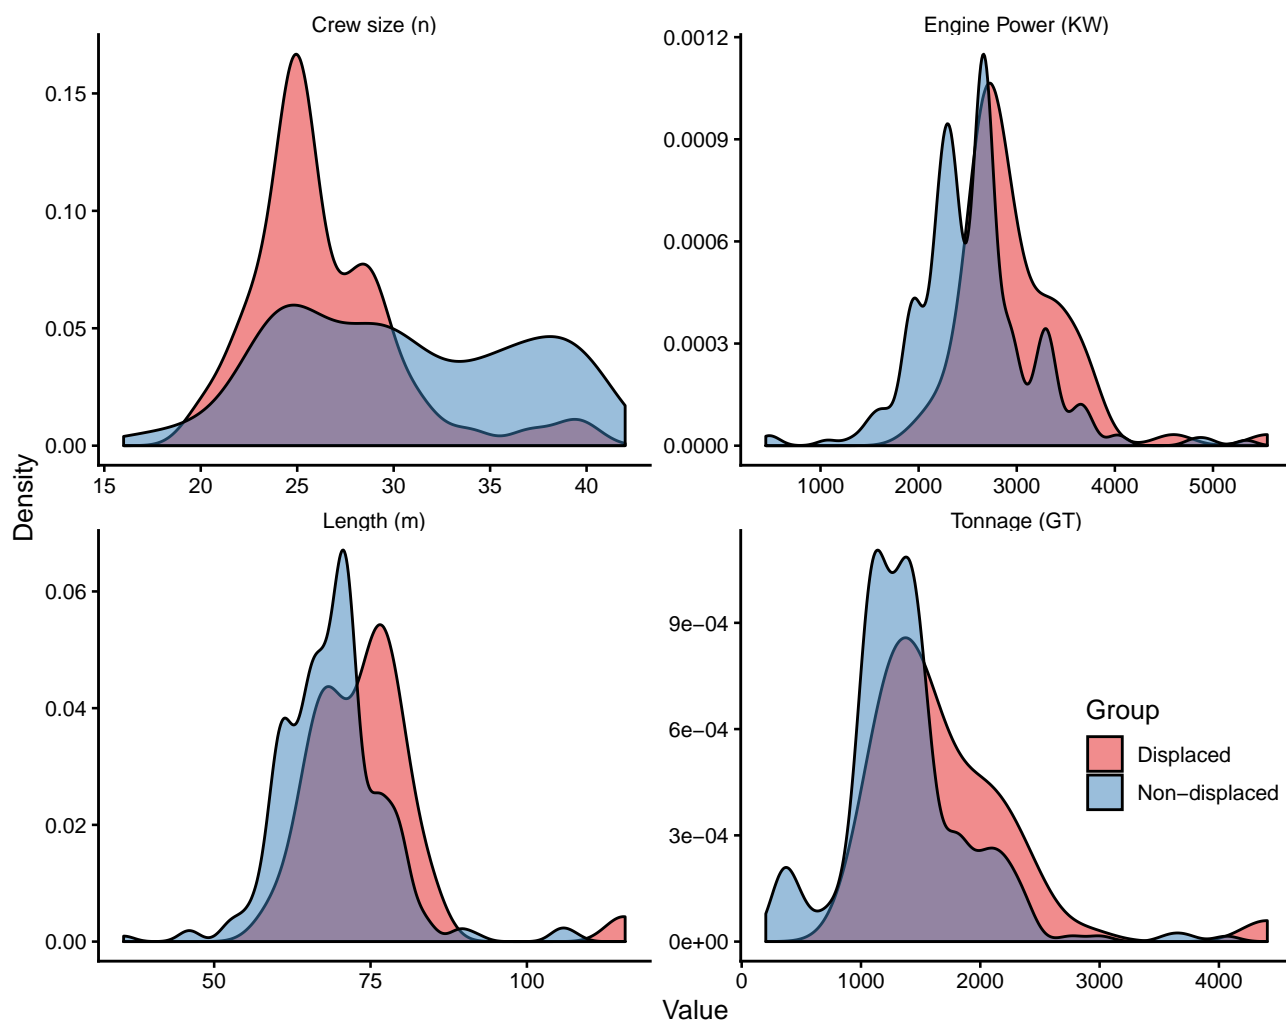 Crew size (n)
0.15
0.10
0.05
0.00
15 20 25 30 35 40
Engine Power (KW)
0.0012
0.0009
0.0006
0.0003
0.0000
1000 2000 3000 4000 5000
Density
Length (m)
0.06
0.04
0.02
0.00
50 75 100
Tonnage (GT)
9e−04
6e−04
3e−04
0e+00
0 1000 2000 3000 4000
Group
Displaced
Non−displaced
Value